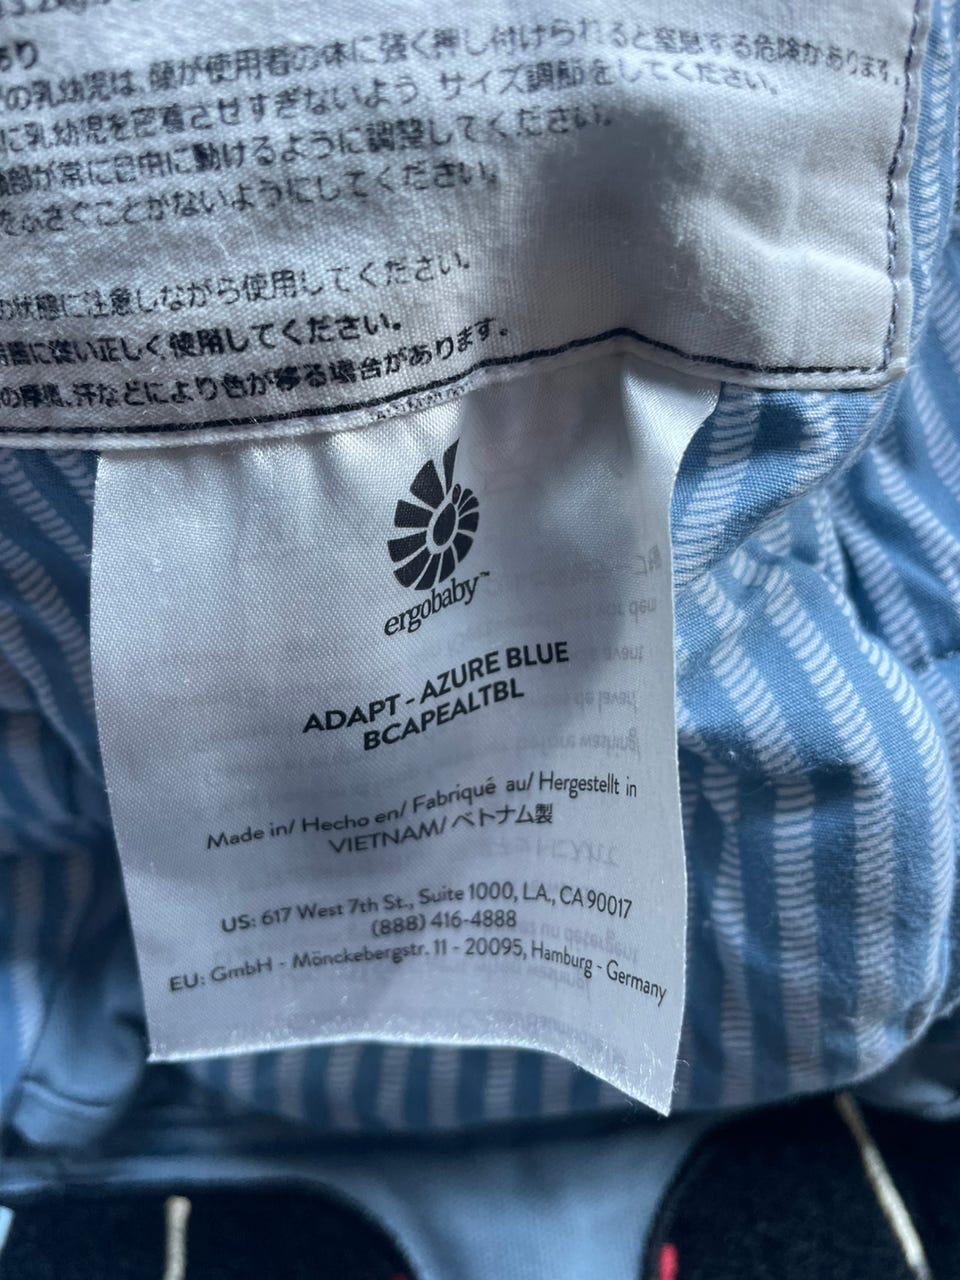 あり
の乳幼児は、顔が使用者の体に強く押し付けられると窒息する危険があります。
に乳幼児を密着させすぎないよう、サイズ調節をしてください。
部が常に自由に動けるように調整してください。
ふさぐことがないようにしてください。
の状態に注意しながら使用してください。
に従い正しく使用してください。
の摩擦、汗などにより色が移る場合があります。
ergobaby™
ADAPT - AZURE BLUE
BCAPEALTBL
Made in/ Hecho en/ Fabriqué au/ Hergestellt in
VIETNAM/ ベトナム製
US: 617 West 7th St., Suite 1000, LA., CA 90017
(888) 416-4888
EU: GmbH - Mönckebergstr. 11 - 20095, Hamburg - Germany